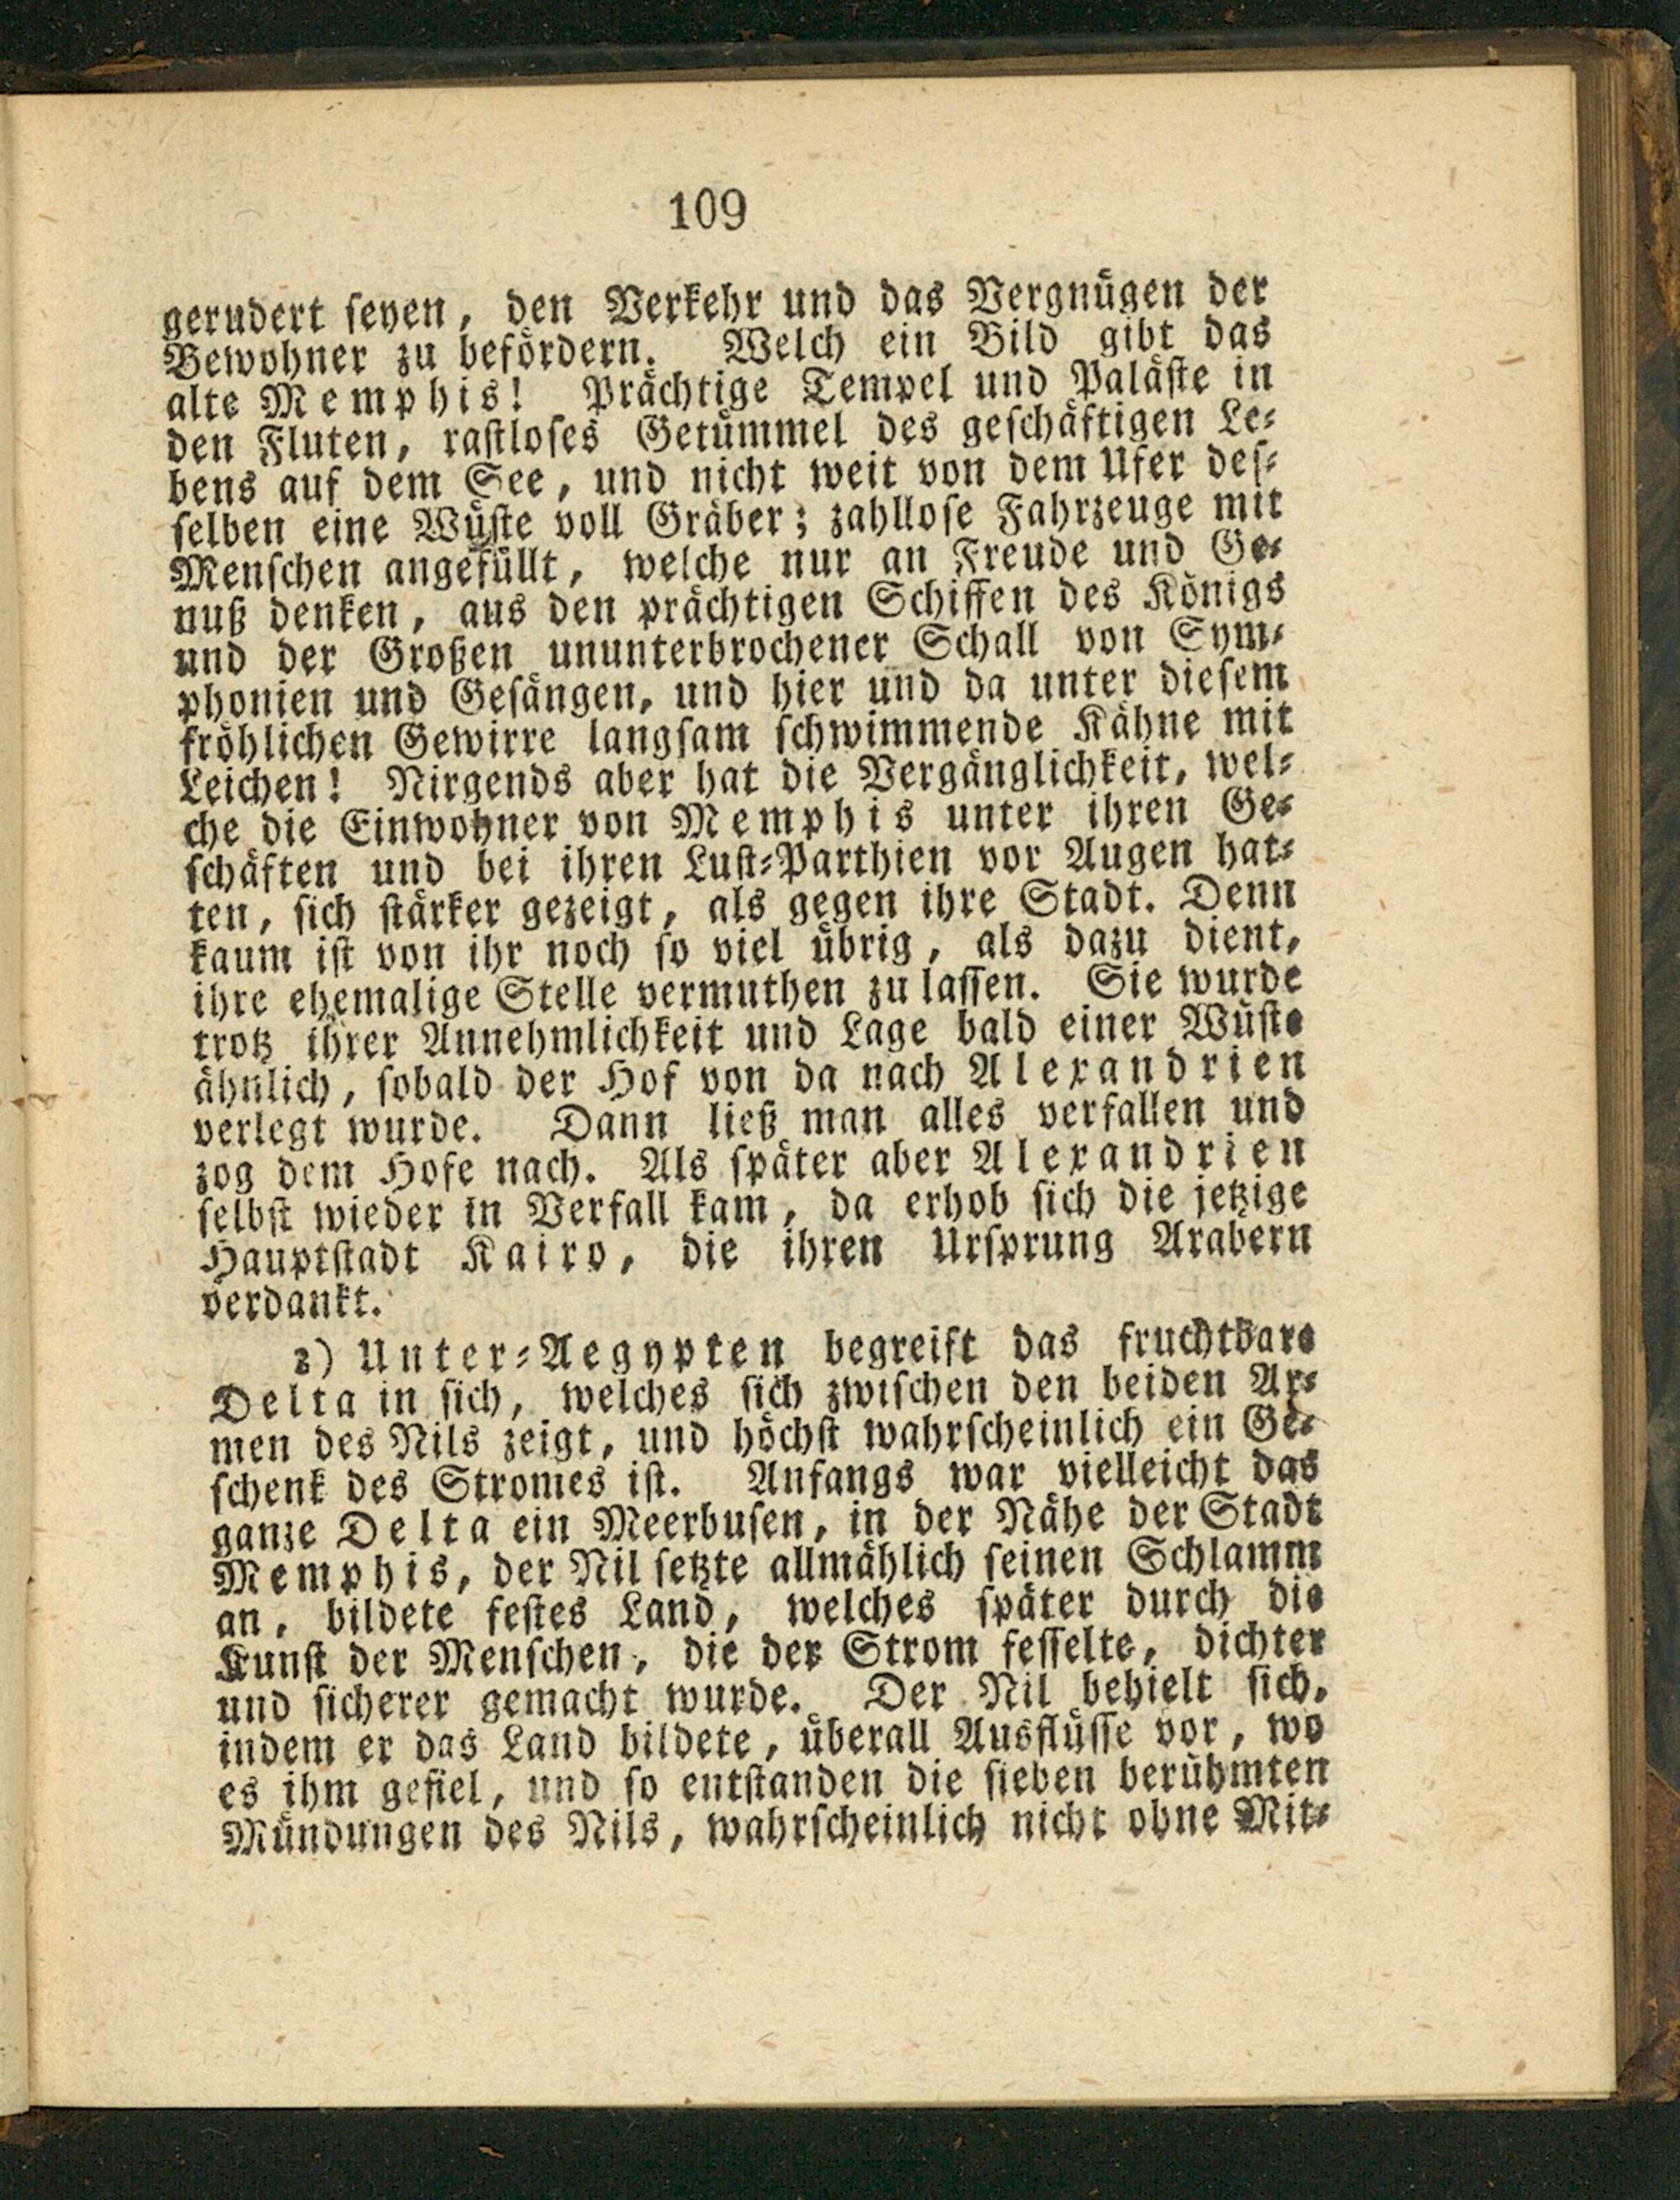 109
gerudert seyen, den Verkehr und das Vergnügen der
Bewohner zu befördern. Welch ein Bild gibt das
alte Memphis! Prächtige Tempel und Paläste in
den Fluten, rastloses Getümmel des geschäftigen Le-
bens auf dem See, und nicht weit von dem Ufer des-
selben eine Wüste voll Gräber; zahllose Fahrzeuge mit
Menschen angefüllt, welche nur an Freude und Ge-
nuß denken, aus den prächtigen Schiffen des Königs
und der Großen ununterbrochener Schall von Sym-
phonien und Gesängen, und hier und da unter diesem
fröhlichen Gewirre langsam schwimmende Kähne mit
Leichen! Nirgends aber hat die Vergänglichkeit, wel-
che die Einwohner von Memphis unter ihren Ge-
schäften und bei ihren Lust-Parthien vor Augen hat-
ten, sich stärker gezeigt, als gegen ihre Stadt. Denn
kaum ist von ihr noch so viel übrig, als dazu dient,
ihre ehemalige Stelle vermuthen zu lassen. Sie wurde
trotz ihrer Annehmlichkeit und Lage bald einer Wüste
ähnlich, sobald der Hof von da nach Alexandrien
verlegt wurde. Dann ließ man alles verfallen und
zog dem Hofe nach. Als später aber Alexandrien
selbst wieder in Verfall kam, da erhob sich die jetzige
Hauptstadt Kairo, die ihren Ursprung Arabern
verdankt.
2) Unter-Aegypten begreift das fruchtbare
Delta in sich, welches sich zwischen den beiden Ar-
men des Nils zeigt, und höchst wahrscheinlich ein Ge-
schenk des Stromes ist. Anfangs war vielleicht das
ganze Delta ein Meerbusen, in der Nähe der Stadt
Memphis, der Nil setzte allmählich seinen Schlamm
an, bildete festes Land, welches später durch die
Kunst der Menschen, die der Strom fesselte, dichter
und sicherer gemacht wurde. Der Nil behielt sich,
indem er das Land bildete, überall Ausflüsse vor, wo
es ihm gefiel, und so entstanden die sieben berühmten
Mündungen des Nils, wahrscheinlich nicht ohne Mit-